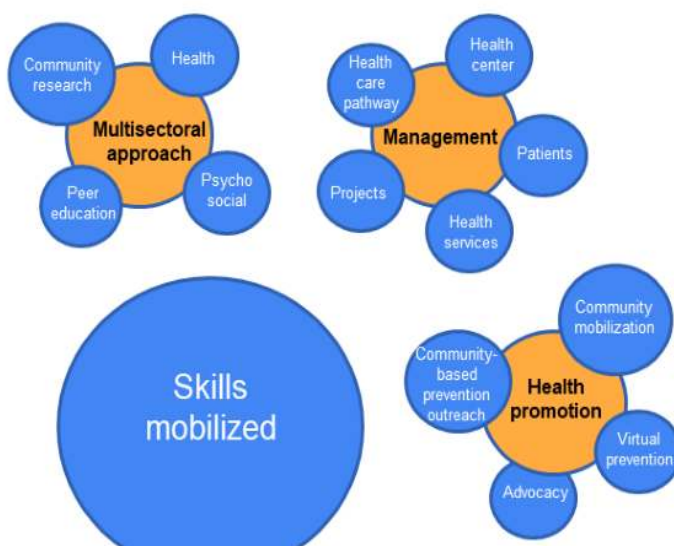 Community
research
Health
Multisectoral
approach
Peer
education
Psycho
social
Health
care
pathway
Health
center
Management
Patients
Projects
Health
services
Skills
mobilized
Community
mobilization
Community-
based
prevention
outreach
Health
promotion
Virtual
prevention
Advocacy